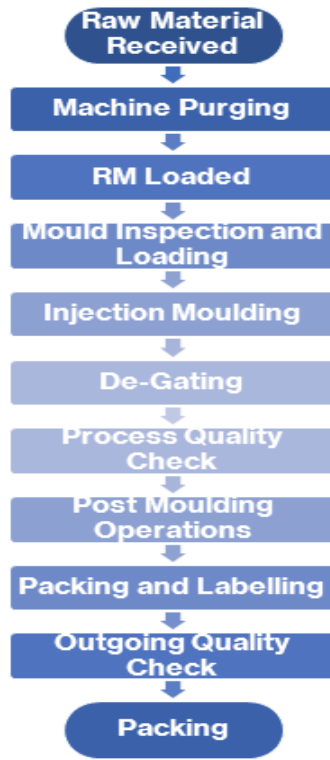 Raw Material
Received
Machine Purging
RM Loaded
Mould Inspection and
Loading
Injection Moulding
De-Gating
Process Quality
Check
Post Moulding
Operations
Packing and Labelling
Outgoing Quality
Check
Packing